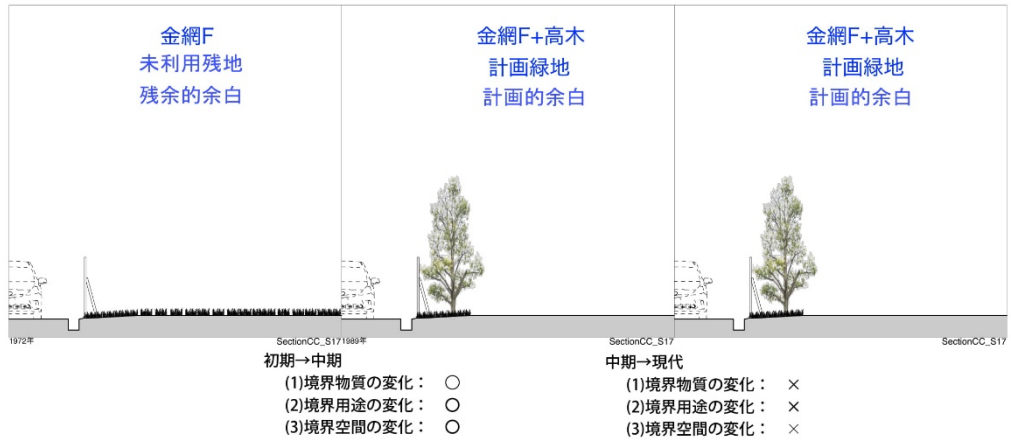 金網F
未利用残地
残余的余白
金網F+高木
計画緑地
計画的余白
金網F+高木
計画緑地
計画的余白
1972年
SectionCC_S17
1989年
SectionCC_S17
SectionCC_S17
初期→中期
(1)境界物質の変化： ○
(2)境界用途の変化： ○
(3)境界空間の変化： ○
中期→現代
(1)境界物質の変化： ×
(2)境界用途の変化： ×
(3)境界空間の変化： ×